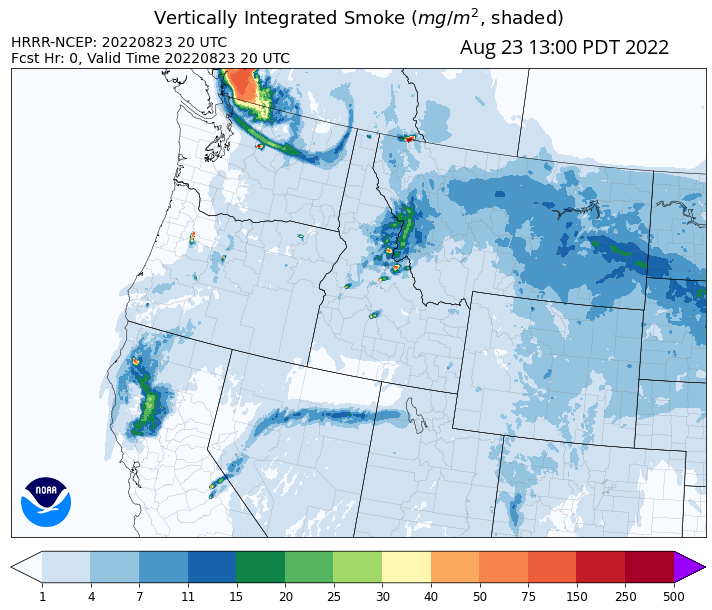 Vertically Integrated Smoke (mg/m², shaded)
HRRR-NCEP: 20220823 20 UTC
Fcst Hr: 0, Valid Time 20220823 20 UTC
Aug 23 13:00 PDT 2022
NOAA
1 4 7 11 15 20 25 30 40 50 75 150 250 500